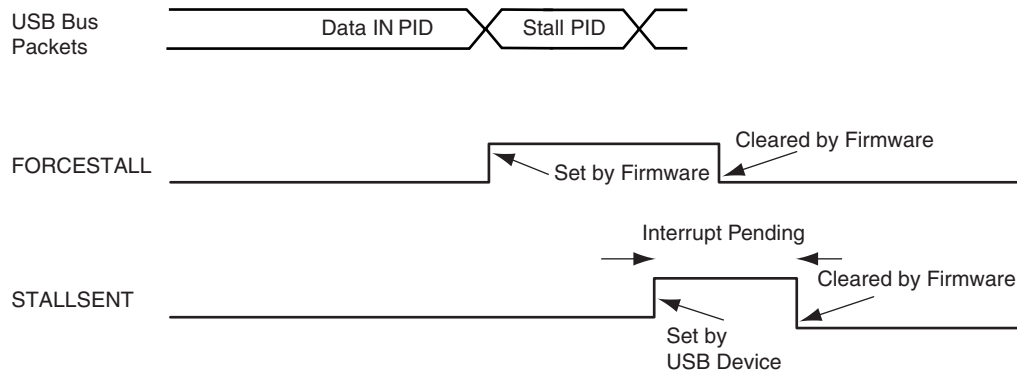 USB Bus
Packets
Data IN PID
Stall PID
FORCESTALL
Set by Firmware
Cleared by Firmware
Interrupt Pending
STALLSENT
Cleared by Firmware
Set by
USB Device